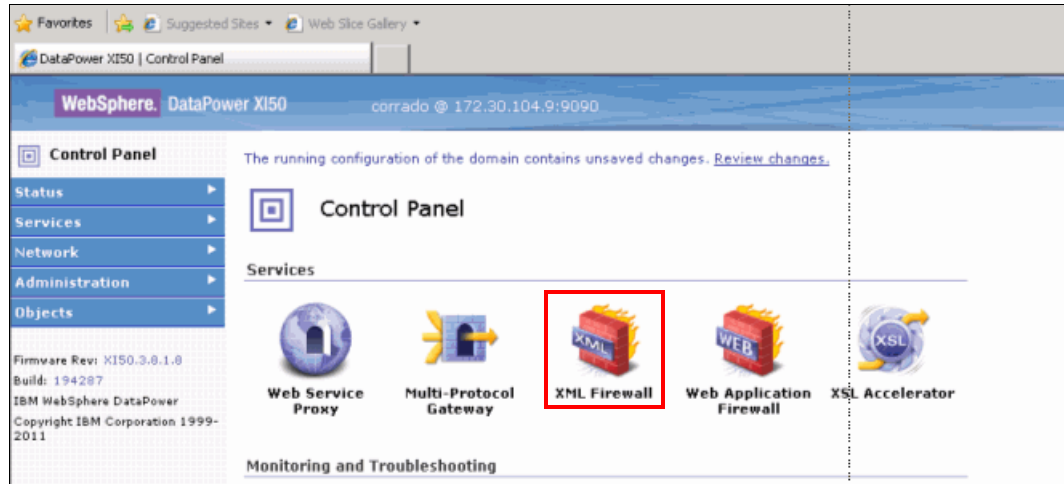 Favorites Suggested Sites Web Slice Gallery
DataPower XI50 | Control Panel
WebSphere. DataPower XI50 corrado @ 172.30.104.9:9090
Control Panel
The running configuration of the domain contains unsaved changes. Review changes.
Status
Services
Network
Administration
Objects
Control Panel
Services
XML
WEB
XSL
Web Service Proxy
Multi-Protocol Gateway
XML Firewall
Web Application Firewall
XSL Accelerator
Firmware Rev: XI50.3.8.1.8
Build: 194287
IBM WebSphere DataPower
Copyright IBM Corporation 1999-
2011
Monitoring and Troubleshooting